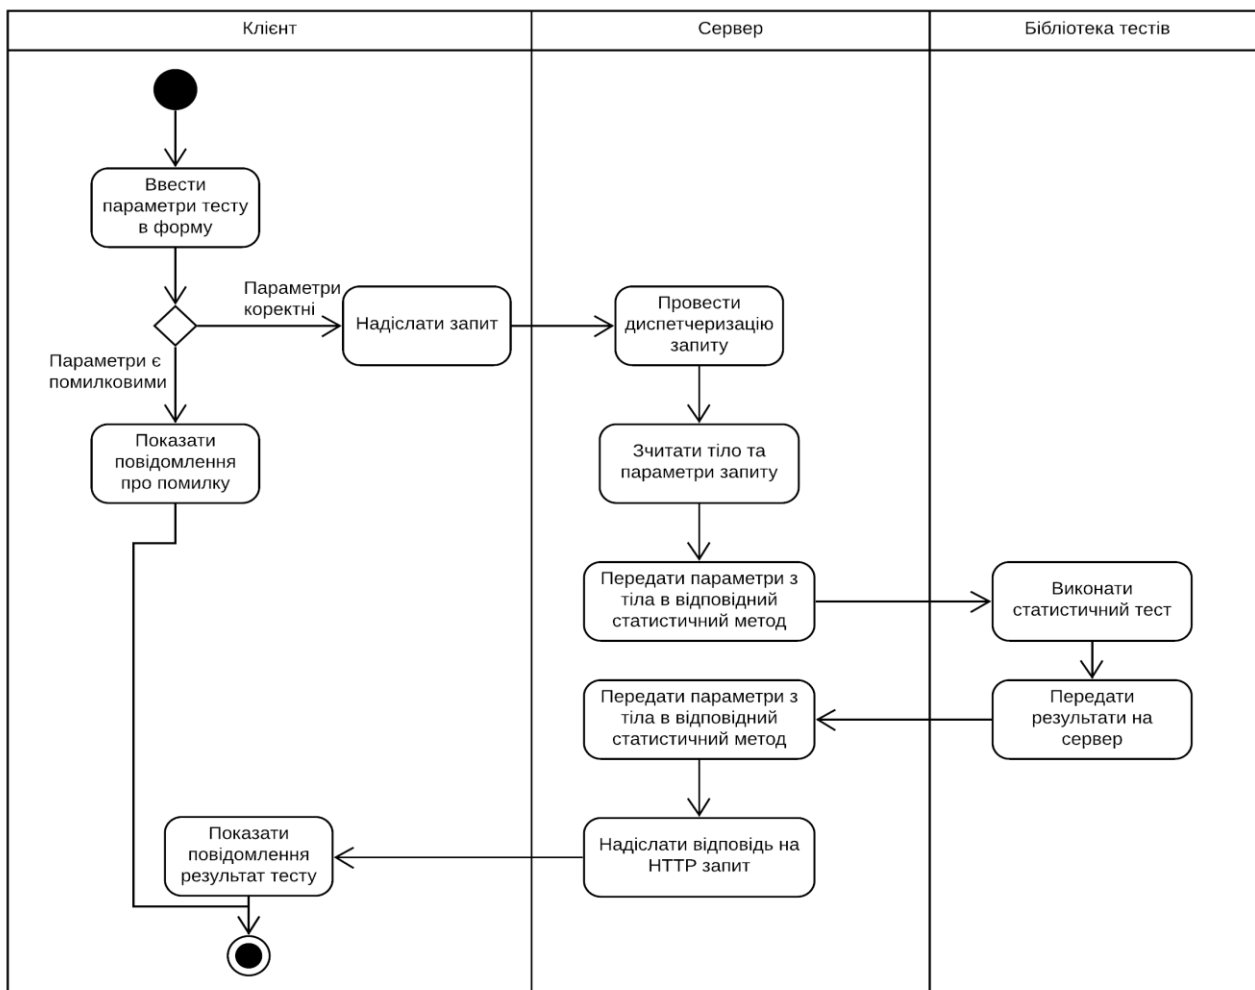 Клієнт
Сервер
Бібліотека тестів
Ввести
параметри тесту
в форму
Параметри
коректні
Надіслати запит
Провести
диспетчеризацію
запиту
Параметри є
помилковими
Показати
повідомлення
про помилку
Зчитати тіло та
параметри запиту
Передати параметри з
тіла в відповідний
статистичний метод
Виконати
статистичний тест
Передати параметри з
тіла в відповідний
статистичний метод
Передати
результати на
сервер
Показати
повідомлення
результат тесту
Надіслати відповідь на
HTTP запит